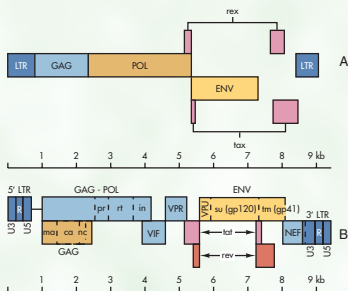 rex
A
LTR
GAG
POL
LTR
ENV
tax
1 2 3 4 5 6 7 8 9 kb
5' LTR
GAG - POL
ENV
R
pr
rt
in
VPR
VPU
su (gp120)
tm (gp41)
3' LTR
B
U3
U5
ma
ca
nc
VIF
tat
NEF
R
U3
U5
GAG
rev
1 2 3 4 5 6 7 8 9 kb